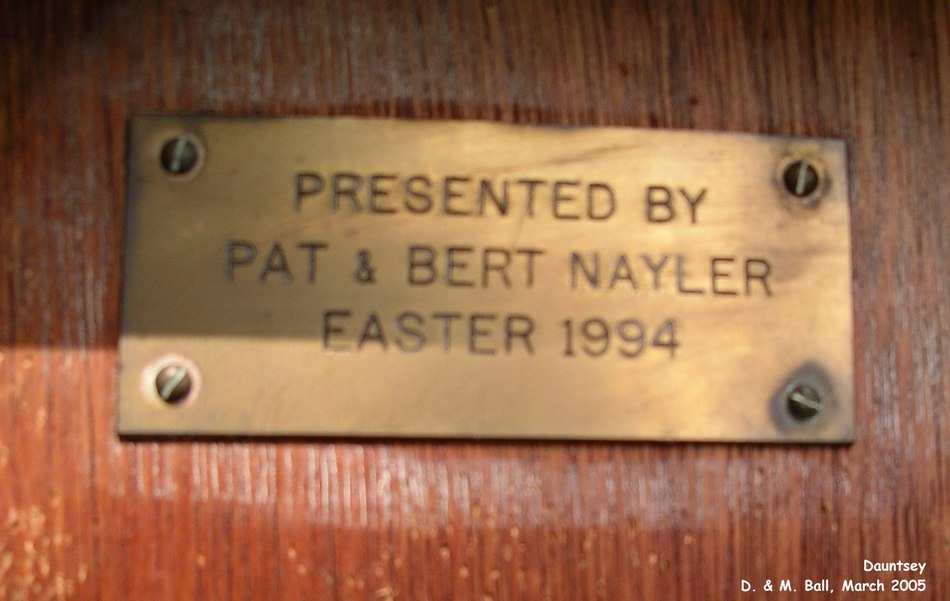 PRESENTED BY
PAT & BERT NAYLER
EASTER 1994
Dauntsey
D. & M. Ball, March 2005